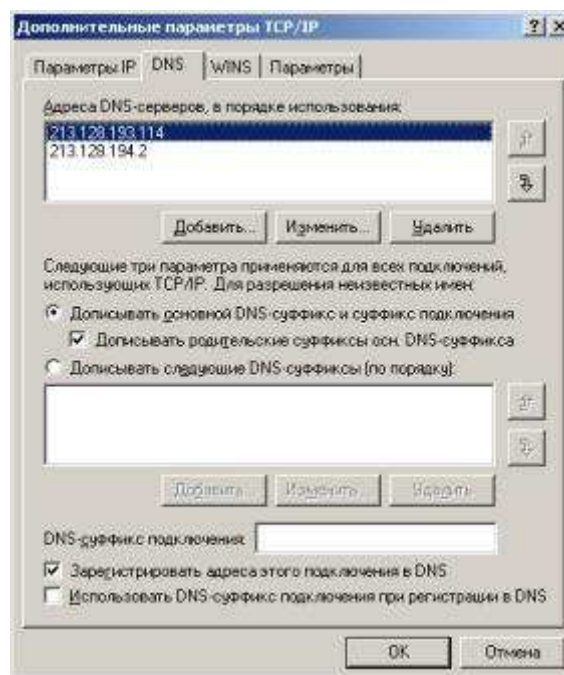 Дополнительные параметры TCP/IP
Параметры IP DNS WINS Параметры
Адреса DNS-серверов, в порядке использования:
213.128.193.114
213.128.194.2
Добавить... Изменить... Удалить
Следующие три параметра применяются для всех подключений,
использующих TCP/IP. Для разрешения неизвестных имен:
Дописывать основной DNS-суффикс и суффикс подключения
Дописывать родительские суффиксы осн. DNS-суффикса
Дописывать следующие DNS-суффиксы (по порядку):
Добавить... Изменить... Удалить
DNS-суффикс подключения:
Зарегистрировать адреса этого подключения в DNS
Использовать DNS-суффикс подключения при регистрации в DNS
OK Отмена